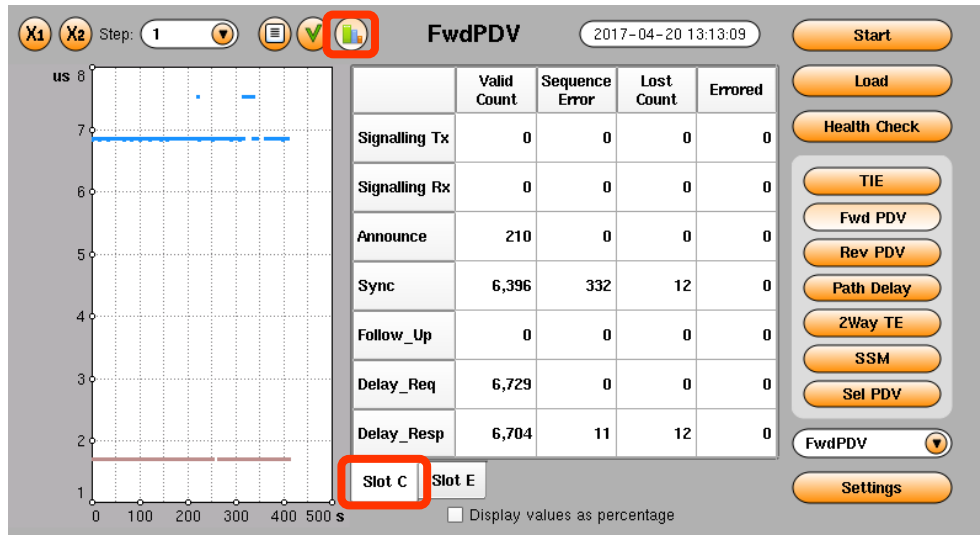 X1 X2 Step: 1 FwdPDV 2017-04-20 13:13:09 Start
Load
Health Check
TIE
Fwd PDV
Rev PDV
Path Delay
2Way TE
SSM
Sel PDV
FwdPDV
Settings
us 8
7
6
5
4
3
2
1
0 100 200 300 400 500 s
Valid Count Sequence Error Lost Count Errored
Signalling Tx 0 0 0 0
Signalling Rx 0 0 0 0
Announce 210 0 0 0
Sync 6,396 332 12 0
Follow_Up 0 0 0 0
Delay_Req 6,729 0 0 0
Delay_Resp 6,704 11 12 0
Slot C Slot E
Display values as percentage